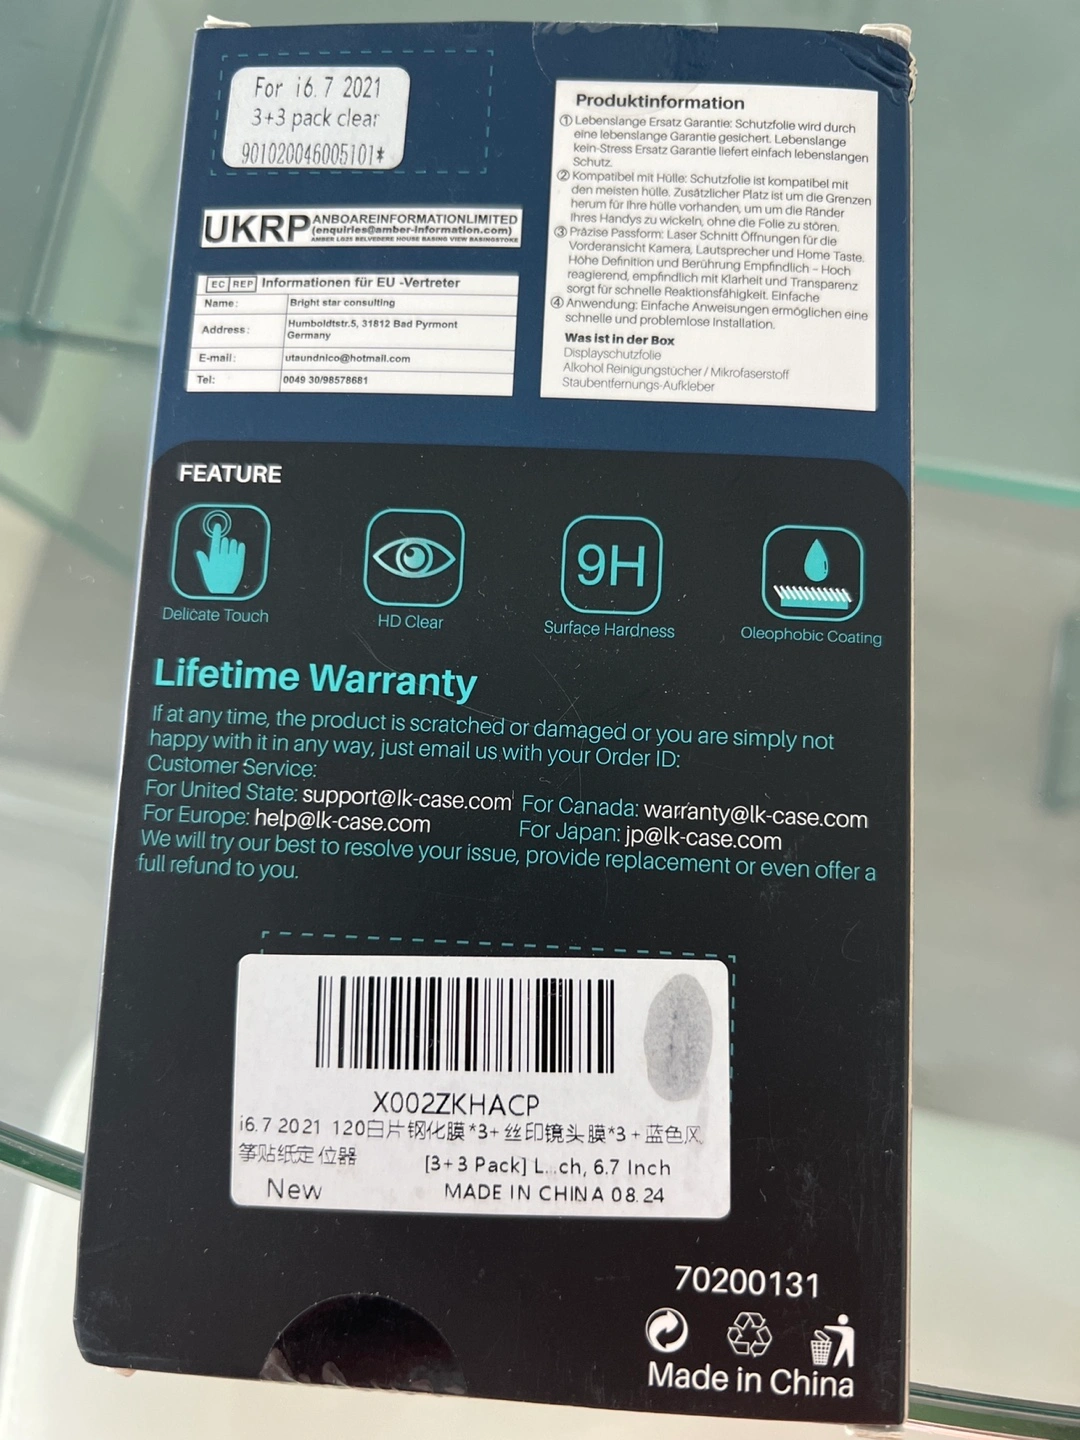 For i6.7 2021
3+3 pack clear
901020046005101*
UKRP
ANBOAREINFORMATIONLIMITED
(enquiries@amber-information.com)
AMBER LG25 BELVEDERE HOUSE BASING VIEW BASINGSTOKE
EC REP Informationen für EU -Vertreter
Name: Bright star consulting
Address: Humboldtstr.5, 31812 Bad Pyrmont
Germany
E-mail: utaundnico@hotmail.com
Tel: 0049 30/98578681
Produktinformation
① Lebenslange Ersatz Garantie: Schutzfolie wird durch
eine lebenslange Garantie gesichert. Lebenslange
kein-Stress Ersatz Garantie liefert einfach lebenslangen
Schutz.
② Kompatibel mit Hülle: Schutzfolie ist kompatibel mit
den meisten hülle. Zusätzlicher Platz ist um die Grenzen
herum für Ihre hülle vorhanden, um um die Ränder
Ihres Handys zu wickeln, ohne die Folie zu stören.
③ Präzise Passform: Laser Schnitt Öffnungen für die
Vorderansicht Kamera, Lautsprecher und Home Taste.
Höhe Definition und Berührung Empfindlich – Hoch
reagierend, empfindlich mit Klarheit und Transparenz
sorgt für schnelle Reaktionsfähigkeit. Einfache
④ Anwendung: Einfache Anweisungen ermöglichen eine
schnelle und problemlose Installation.
Was ist in der Box
Displayschutzfolie
Alkohol Reinigungstücher / Mikrofaserstoff
Staubentfernungs-Aufkleber
FEATURE
9H
Delicate Touch
HD Clear
Surface Hardness
Oleophobic Coating
Lifetime Warranty
If at any time, the product is scratched or damaged or you are simply not
happy with it in any way, just email us with your Order ID:
Customer Service:
For United State: support@lk-case.com For Canada: warranty@lk-case.com
For Europe: help@lk-case.com For Japan: jp@lk-case.com
We will try our best to resolve your issue, provide replacement or even offer a
full refund to you.
X002ZKHACP
i6.7 2021 120白片钢化膜*3+丝印镜头膜*3+蓝色风
筝贴纸定位器
[3+3 Pack] L...ch, 6.7 Inch
New MADE IN CHINA 08.24
70200131
Made in China